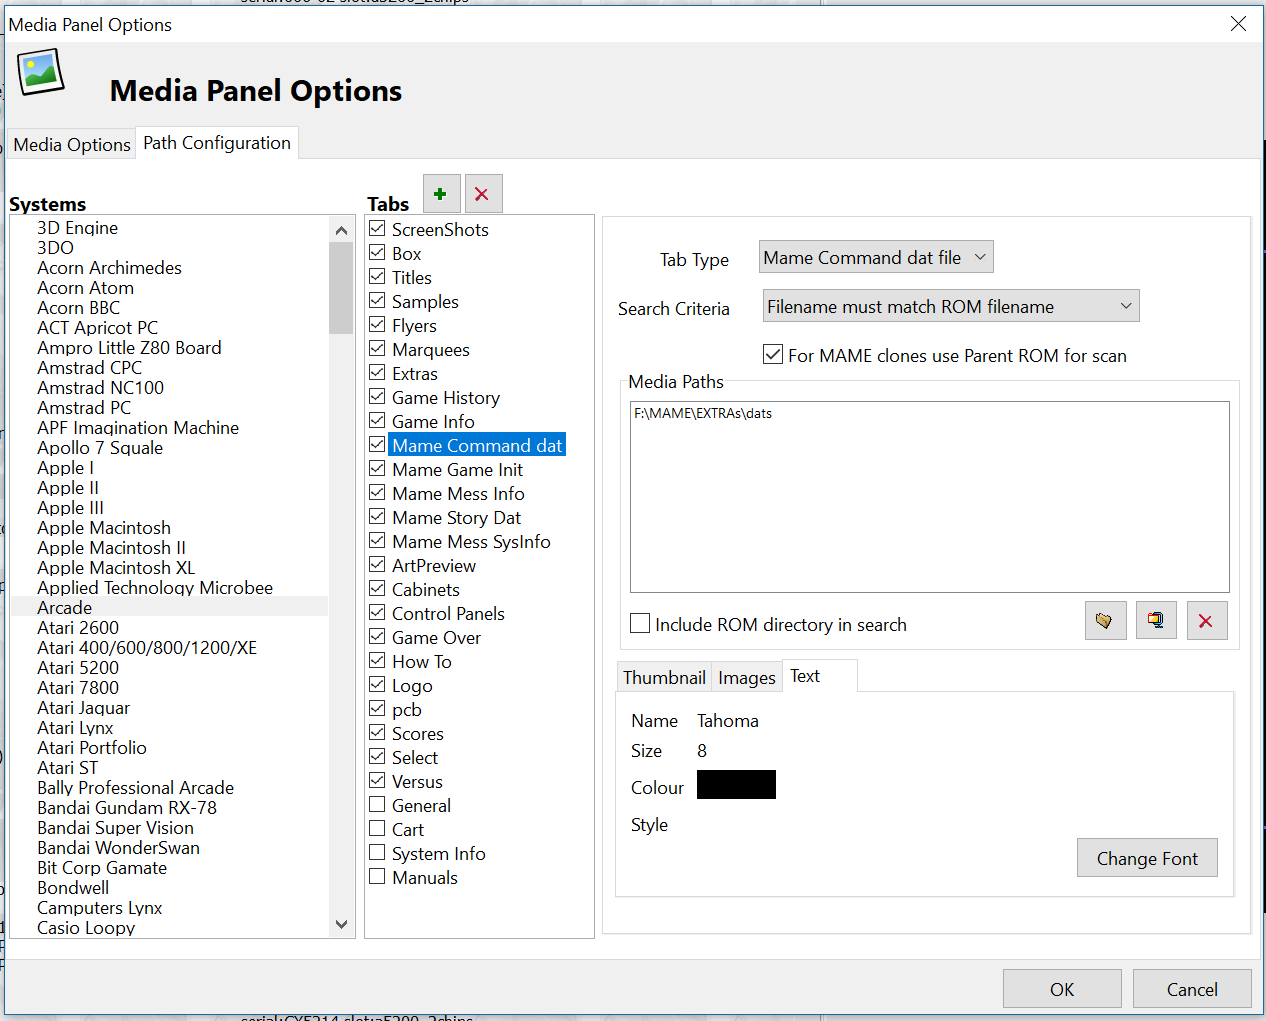 Media Panel Options
Media Panel Options
Media Options
Path Configuration
Systems
3D Engine
3DO
Acorn Archimedes
Acorn Atom
Acorn BBC
ACT Apricot PC
Ampro Little Z80 Board
Amstrad CPC
Amstrad NC100
Amstrad PC
APF Imagination Machine
Apollo 7 Squale
Apple I
Apple II
Apple III
Apple Macintosh
Apple Macintosh II
Apple Macintosh XL
Applied Technology Microbee
Arcade
Atari 2600
Atari 400/600/800/1200/XE
Atari 5200
Atari 7800
Atari Jaguar
Atari Lynx
Atari Portfolio
Atari ST
Bally Professional Arcade
Bandai Gundam RX-78
Bandai Super Vision
Bandai WonderSwan
Bit Corp Gamate
Bondwell
Camputers Lynx
Casio Loopy
Tabs
ScreenShots
Box
Titles
Samples
Flyers
Marquees
Extras
Game History
Game Info
Mame Command dat
Mame Game Init
Mame Mess Info
Mame Story Dat
Mame Mess SysInfo
ArtPreview
Cabinets
Control Panels
Game Over
How To
Logo
pcb
Scores
Select
Versus
General
Cart
System Info
Manuals
Tab Type
Mame Command dat file
Search Criteria
Filename must match ROM filename
For MAME clones use Parent ROM for scan
Media Paths
F:\MAME\EXTRAs\dats
Include ROM directory in search
Thumbnail
Images
Text
Name Tahoma
Size 8
Colour
Style
Change Font
OK
Cancel